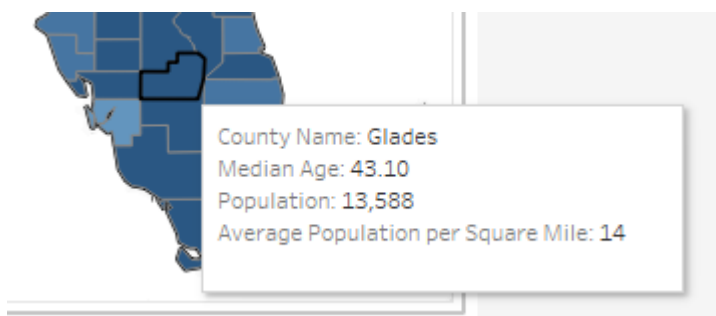 County Name: Glades
Median Age: 43.10
Population: 13,588
Average Population per Square Mile: 14